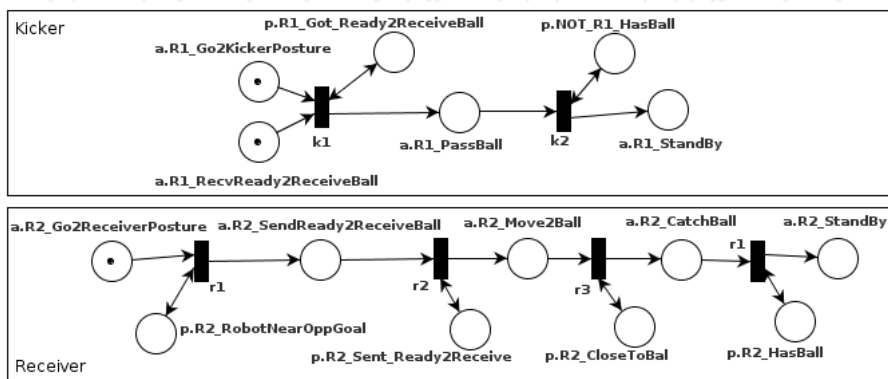 Kicker
p.R1_Got_Ready2ReceiveBall
p.NOT_R1_HasBall
a.R1_Go2KickerPosture
k1
a.R1_PassBall
k2
a.R1_StandBy
a.R1_RecvReady2ReceiveBall
a.R2_Go2ReceiverPosture
a.R2_SendReady2ReceiveBall
a.R2_Move2Ball
a.R2_CatchBall
a.R2_StandBy
r1
r1
r2
r3
p.R2_RobotNearOppGoal
p.R2_Sent_Ready2Receive
p.R2_CloseToBal
p.R2_HasBall
Receiver